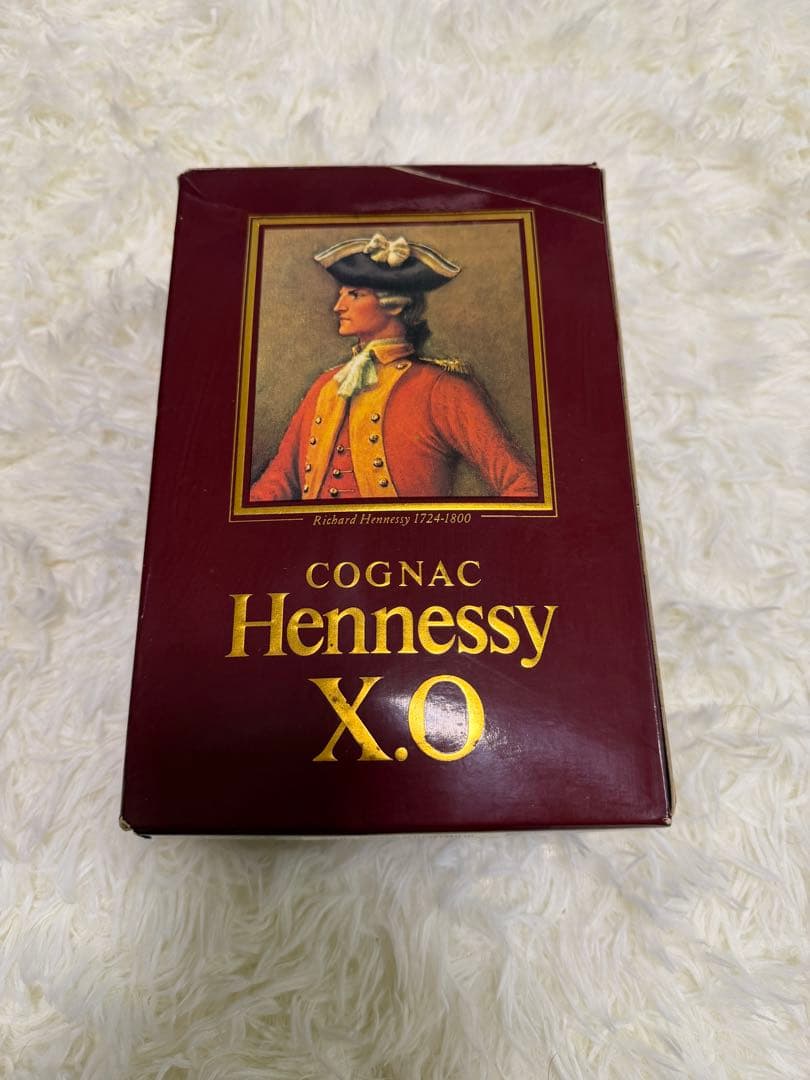 Richard Hennessy 1724-1800
COGNAC
Hennessy
X.O